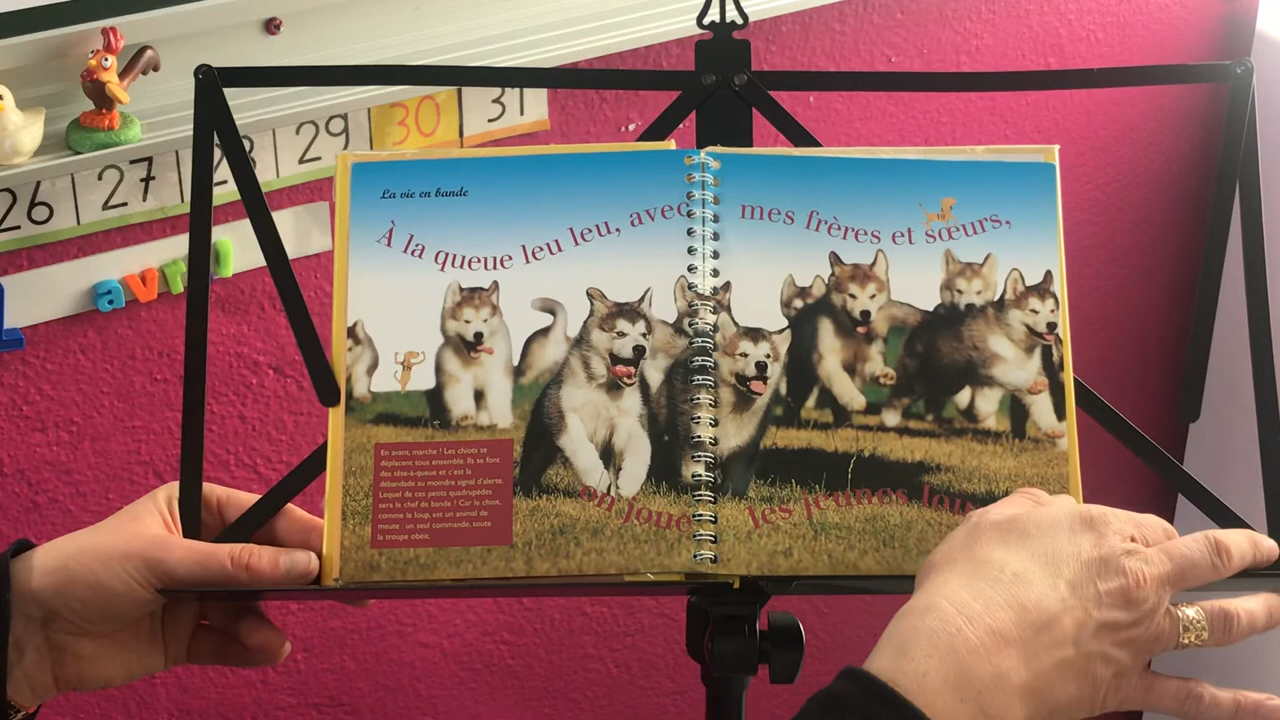 26 27 28 29 30 31
avril
La vie en bande
À la queue leu leu, avec mes frères et sœurs,
18
En avant, marche ! Les chiots se
déplacent tous ensemble. Ils se font
des tête-à-queue et c'est la
débandade au moindre signal d'alerte.
Lequel de ces petits quadrupèdes
sera le chef de bande ? Car le chiot,
comme le loup, est un animal de
meute : un seul commande, toute
la troupe obéit.
on joue les jeunes